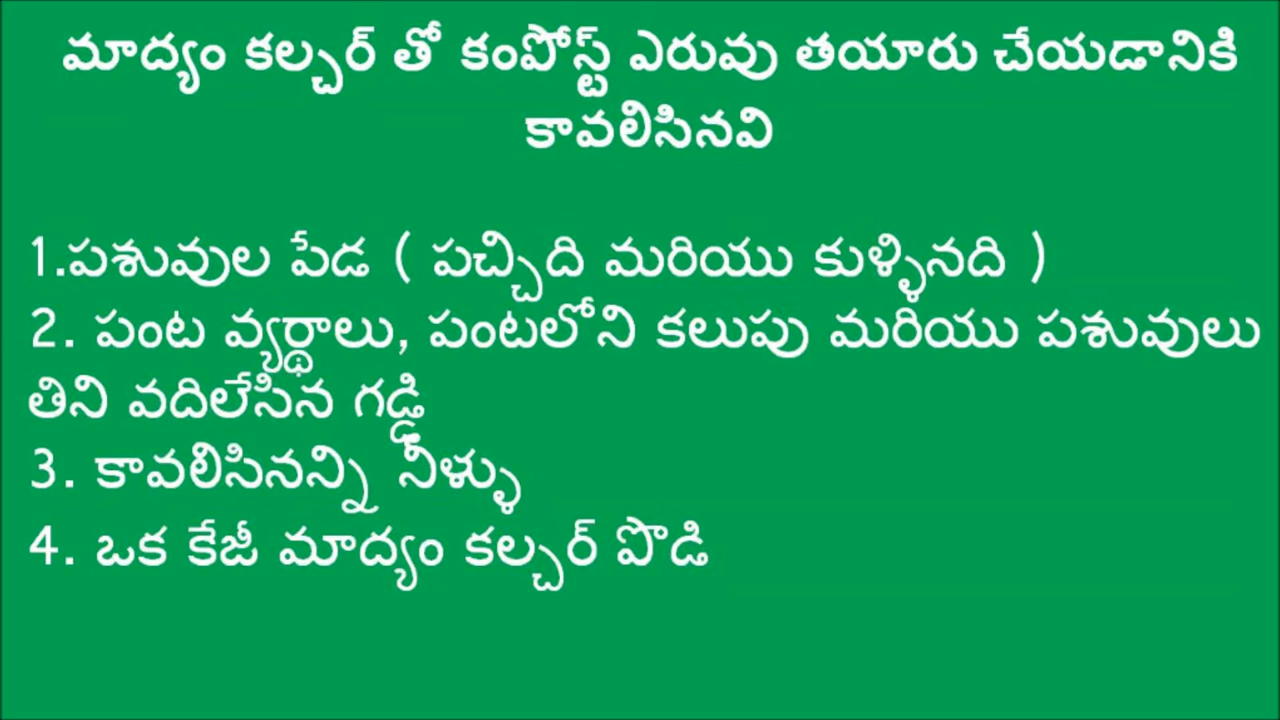 మాద్యం కల్చర్ తో కంపోస్ట్ ఎరువు తయారు చేయడానికి
కావలిసినవి
1.పశువుల పేడ ( పచ్చిది మరియు కుళ్ళినది )
2. పంట వ్యర్థాలు, పంటలోని కలుపు మరియు పశువులు
తిని వదిలేసిన గడ్డి
3. కావలిసినన్ని నీళ్ళు
4. ఒక కేజీ మాద్యం కల్చర్ పొడి